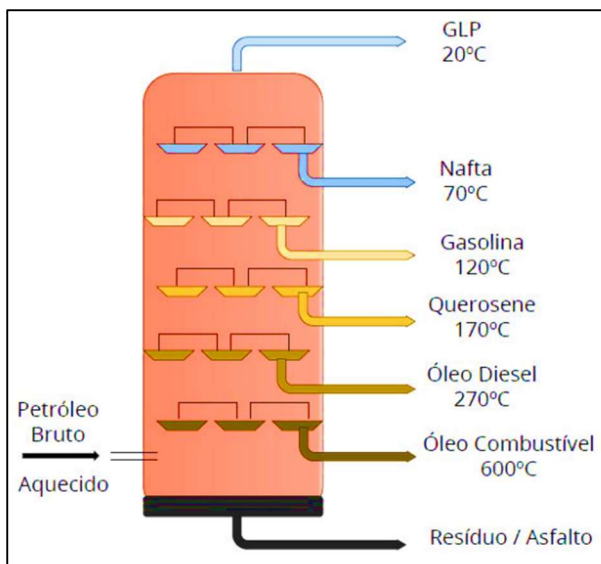 GLP
20ºC
Nafta
70ºC
Gasolina
120ºC
Querosene
170ºC
Óleo Diesel
270ºC
Petróleo
Bruto
Aquecido
Óleo Combustível
600ºC
Resíduo / Asfalto